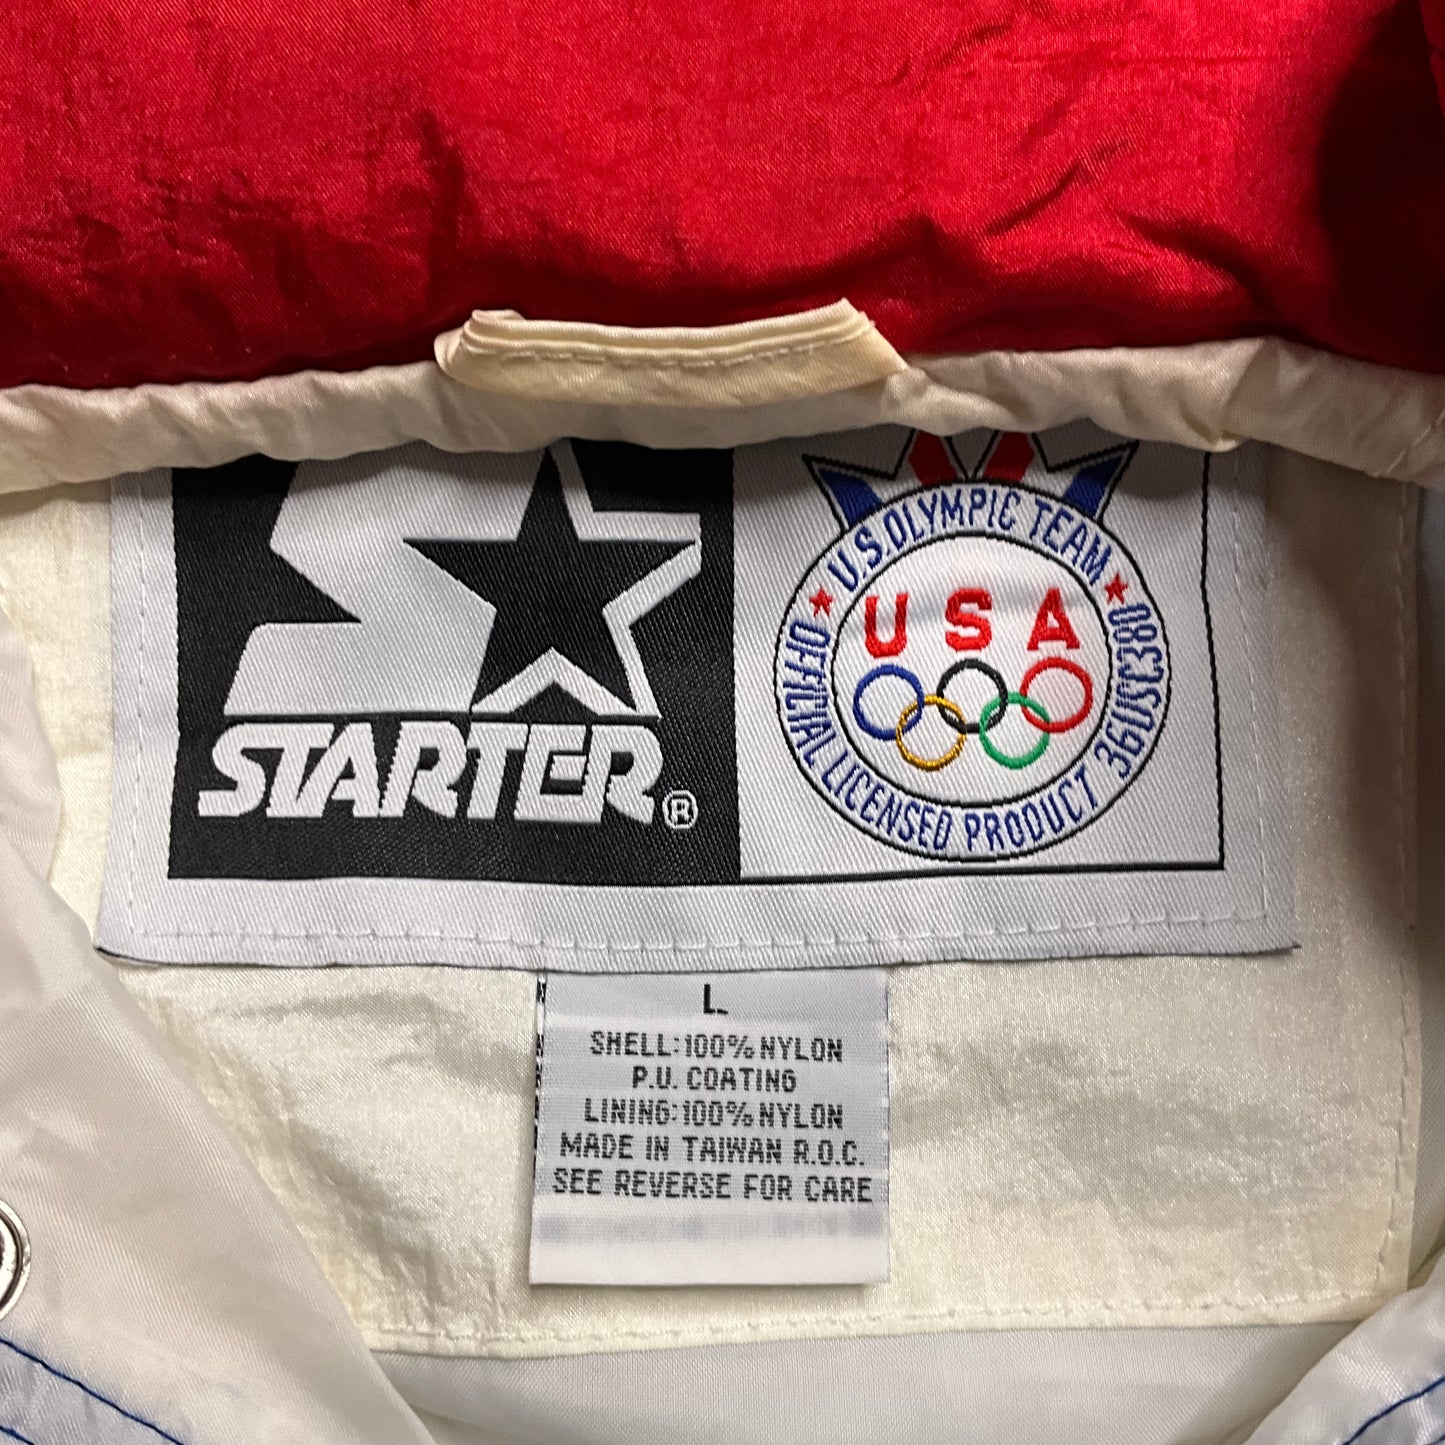 STARTER®
U.S. OLYMPIC TEAM
USA
OFFICIAL LICENSED PRODUCT 36USC380
L
SHELL:100% NYLON
P.U. COATING
LINING:100% NYLON
MADE IN TAIWAN R.O.C.
SEE REVERSE FOR CARE